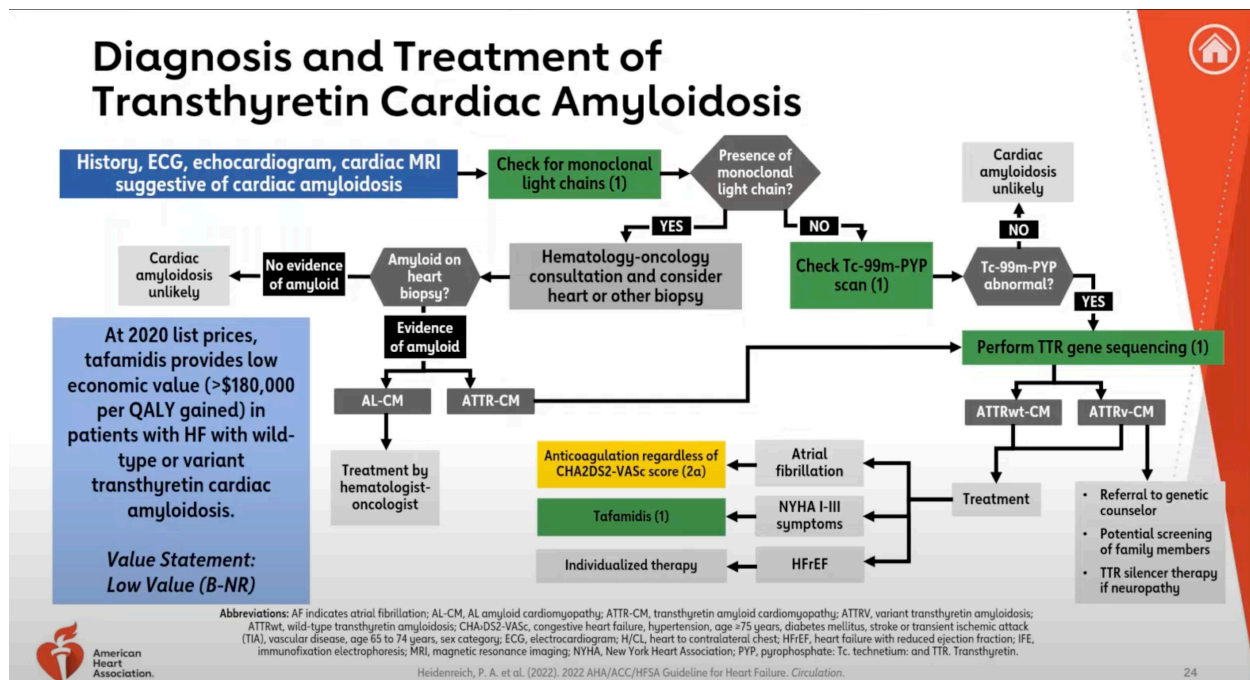 Diagnosis and Treatment of
Transthyretin Cardiac Amyloidosis
History, ECG, echocardiogram, cardiac MRI
suggestive of cardiac amyloidosis
Check for monoclonal
light chains (1)
Presence of
monoclonal
light chain?
Cardiac
amyloidosis
unlikely
YES
NO
NO
Cardiac
amyloidosis
unlikely
No evidence
of amyloid
Amyloid on
heart
biopsy?
Hematology-oncology
consultation and consider
heart or other biopsy
Check Tc-99m-PYP
scan (1)
Tc-99m-PYP
abnormal?
YES
Evidence
of amyloid
Perform TTR gene sequencing (1)
At 2020 list prices,
tafamidis provides low
economic value (>$180,000
per QALY gained) in
patients with HF with wild-
type or variant
transthyretin cardiac
amyloidosis.
Value Statement:
Low Value (B-NR)
AL-CM
ATTR-CM
ATTRwt-CM
ATTRv-CM
Treatment by
hematologist-
oncologist
Anticoagulation regardless of
CHA2DS2-VASc score (2a)
Atrial
fibrillation
Tafamidis (1)
NYHA I-III
symptoms
Individualized therapy
HFrEF
Treatment
• Referral to genetic
counselor
• Potential screening
of family members
• TTR silencer therapy
if neuropathy
Abbreviations: AF indicates atrial fibrillation; AL-CM, AL amyloid cardiomyopathy; ATTR-CM, transthyretin amyloid cardiomyopathy; ATTRV, variant transthyretin amyloidosis;
ATTRwt, wild-type transthyretin amyloidosis; CHA₂DS2-VASc, congestive heart failure, hypertension, age ≥75 years, diabetes mellitus, stroke or transient ischemic attack
(TIA), vascular disease, age 65 to 74 years, sex category; ECG, electrocardiogram; H/CL, heart to contralateral chest; HFrEF, heart failure with reduced ejection fraction; IFE,
immunofixation electrophoresis; MRI, magnetic resonance imaging; NYHA, New York Heart Association; PYP, pyrophosphate: Tc. technetium: and TTR. Transthyretin.
American
Heart
Association.
Heidenreich, P. A. et al. (2022). 2022 AHA/ACC/HFSA Guideline for Heart Failure. Circulation.
24